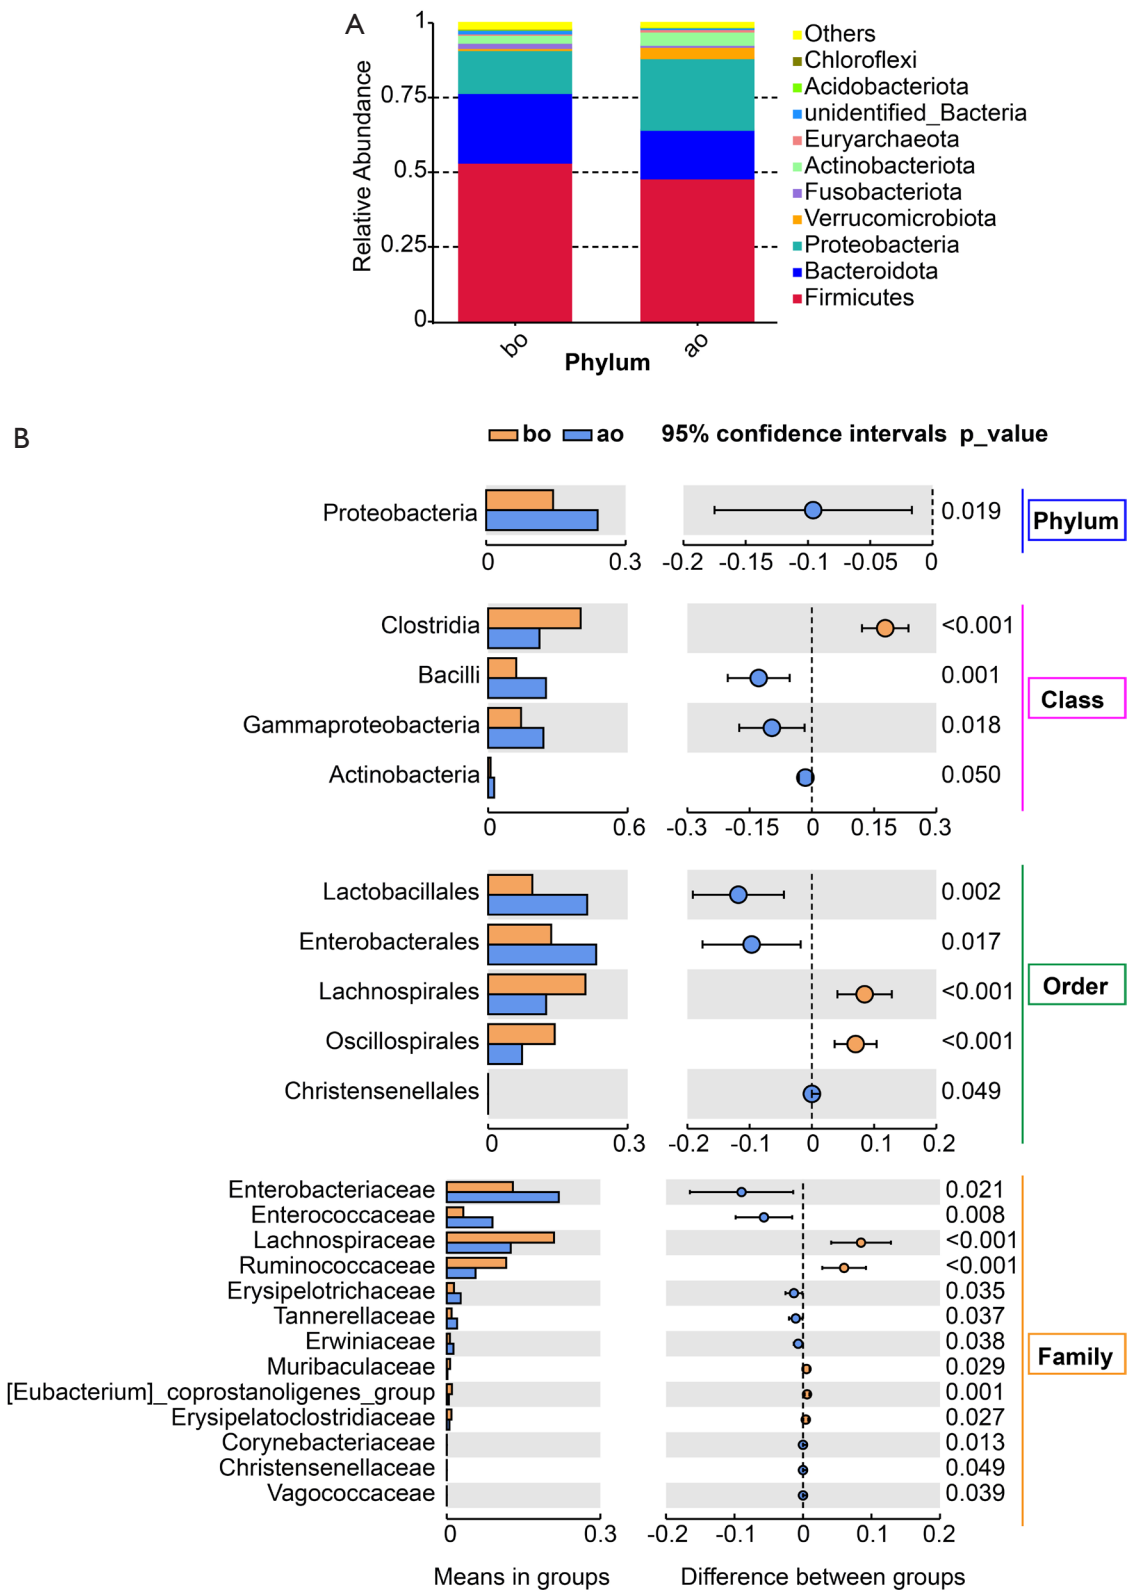 A
1
0.75
0.5
0.25
0
Relative Abundance
bo
ao
Phylum
Others
Chloroflexi
Acidobacteriota
unidentified_Bacteria
Euryarchaeota
Actinobacteriota
Fusobacteriota
Verrucomicrobiota
Proteobacteria
Bacteroidota
Firmicutes
B
bo ao 95% confidence intervals p_value
Proteobacteria 0.019 Phylum
0 0.3 -0.2 -0.15 -0.1 -0.05 0
Clostridia <0.001
Bacilli 0.001
Class
Gammaproteobacteria 0.018
Actinobacteria 0.050
0 0.6 -0.3 -0.15 0 0.15 0.3
Lactobacillales 0.002
Enterobacterales 0.017
Lachnospirales <0.001 Order
Oscillospirales <0.001
Christensenellales 0.049
0 0.3 -0.2 -0.1 0 0.1 0.2
Enterobacteriaceae 0.021
Enterococcaceae 0.008
Lachnospiraceae <0.001
Ruminococcaceae <0.001
Erysipelotrichaceae 0.035
Tannerellaceae 0.037
Erwiniaceae 0.038
Family
Muribaculaceae 0.029
[Eubacterium]_coprostanoligenes_group 0.001
Erysipelatoclostridiaceae 0.027
Corynebacteriaceae 0.013
Christensenellaceae 0.049
Vagococcaceae 0.039
0 0.3 -0.2 -0.1 0 0.1 0.2
Means in groups Difference between groups